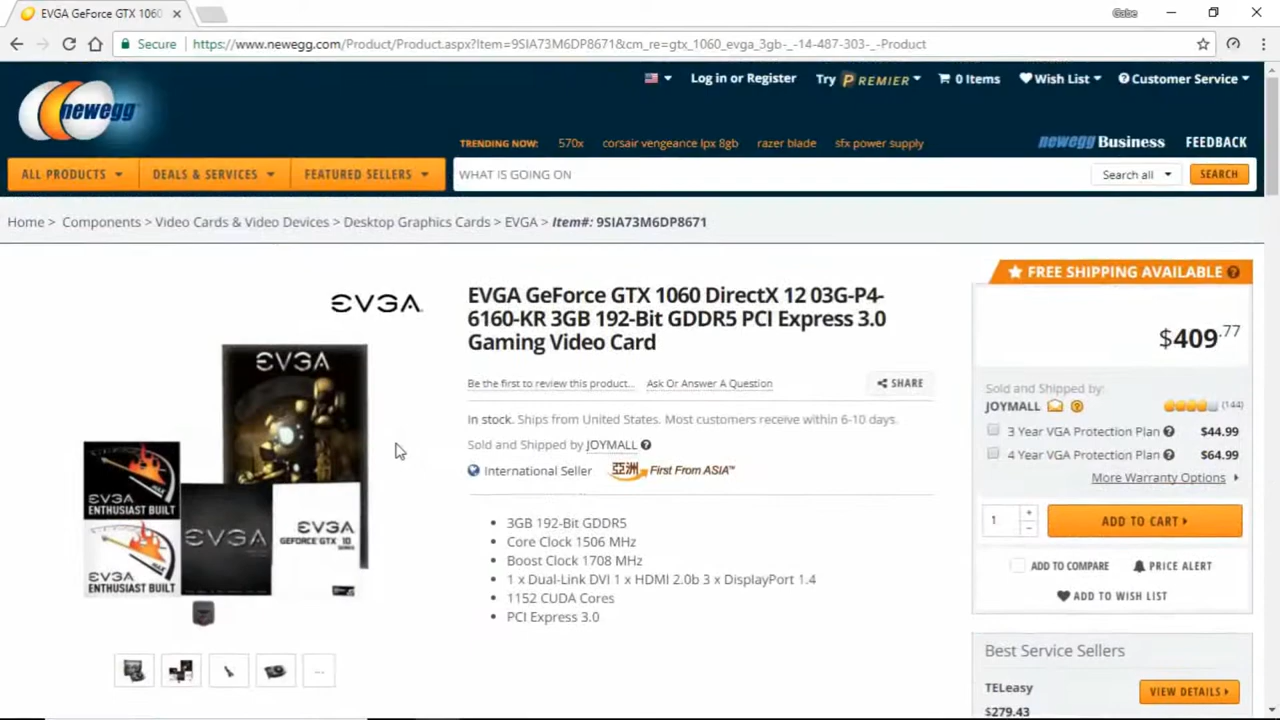 EVGA GeForce GTX 1060
Gabe
Secure
https://www.newegg.com/Product/Product.aspx?Item=9SIA73M6DP8671&cm_re=gtx_1060_evga_3gb-_-14-487-303-_-Product
newegg
Log in or Register
Try PREMIER
0 Items
Wish List
Customer Service
TRENDING NOW: 570x corsair vengeance lpx 8gb razer blade sfx power supply
newegg Business
FEEDBACK
ALL PRODUCTS
DEALS & SERVICES
FEATURED SELLERS
WHAT IS GOING ON
Search all
SEARCH
Home > Components > Video Cards & Video Devices > Desktop Graphics Cards > EVGA > Item#: 9SIA73M6DP8671
EVGA
EVGA
EVGA
ENTHUSIAST BUILT
EVGA
ENTHUSIAST BUILT
EVGA
EVGA
GEFORCE GTX 10
...
EVGA GeForce GTX 1060 DirectX 12 03G-P4-
6160-KR 3GB 192-Bit GDDR5 PCI Express 3.0
Gaming Video Card
Be the first to review this product...
Ask Or Answer A Question
SHARE
In stock. Ships from United States. Most customers receive within 6-10 days.
Sold and Shipped by JOYMALL
International Seller
亞洲 First From ASIA™
• 3GB 192-Bit GDDR5
• Core Clock 1506 MHz
• Boost Clock 1708 MHz
• 1 x Dual-Link DVI 1 x HDMI 2.0b 3 x DisplayPort 1.4
• 1152 CUDA Cores
• PCI Express 3.0
FREE SHIPPING AVAILABLE
$409.77
Sold and Shipped by:
JOYMALL (144)
3 Year VGA Protection Plan $44.99
4 Year VGA Protection Plan $64.99
More Warranty Options
1
ADD TO CART
ADD TO COMPARE
PRICE ALERT
ADD TO WISH LIST
Best Service Sellers
TELeasy
$279.43
VIEW DETAILS